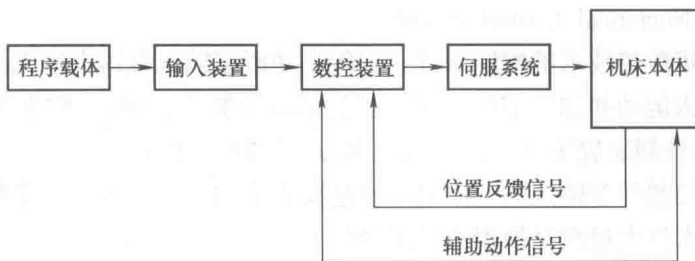 程序载体
输入装置
数控装置
伺服系统
机床本体
位置反馈信号
辅助动作信号